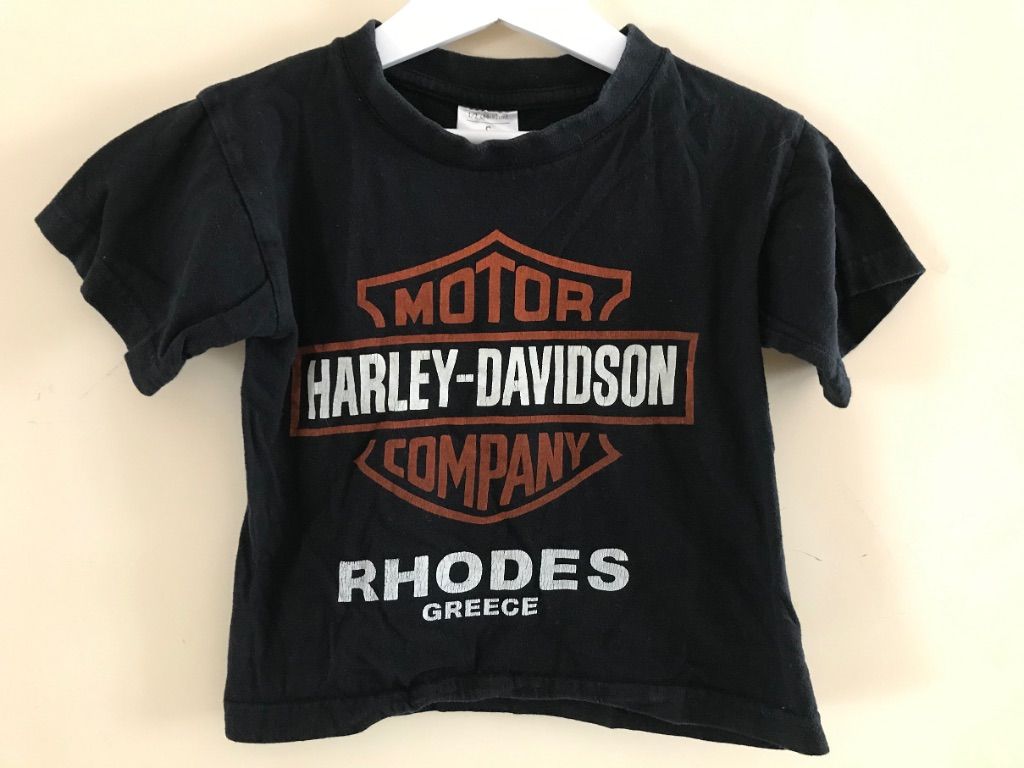 MOTOR
HARLEY-DAVIDSON
COMPANY
RHODES
GREECE